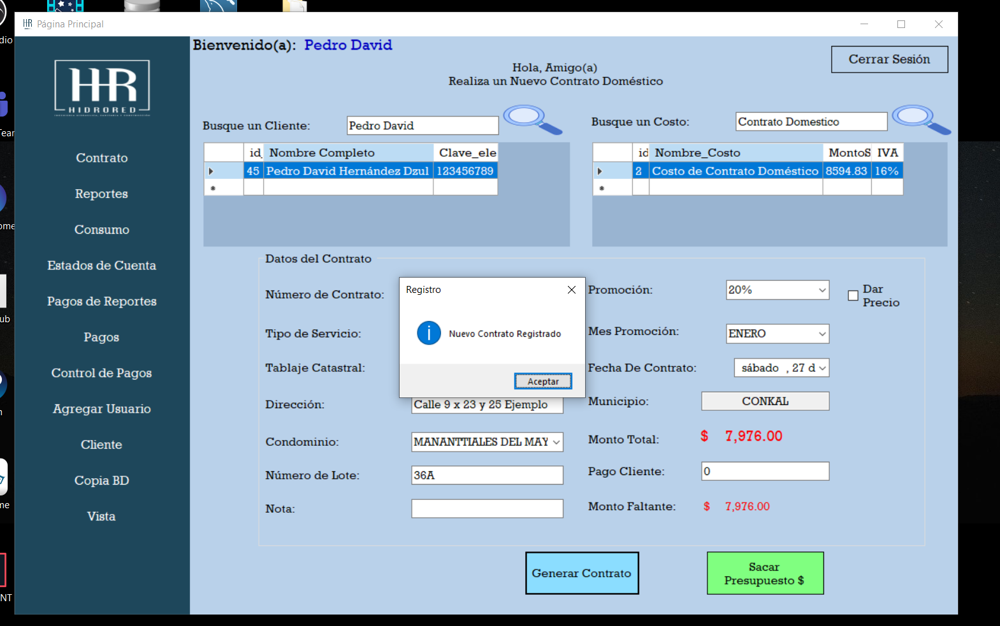 Página Principal
HR
HIDRORED
Contrato
Reportes
Consumo
Estados de Cuenta
Pagos de Reportes
Pagos
Control de Pagos
Agregar Usuario
Cliente
Copia BD
Vista
Bienvenido(a): Pedro David
Cerrar Sesión
Hola, Amigo(a)
Realiza un Nuevo Contrato Doméstico
Busque un Cliente: Pedro David
id_ Nombre Completo Clave_ele
45 Pedro David Hernández Dzul 123456789
Busque un Costo: Contrato Domestico
id Nombre_Costo MontoS IVA
2 Costo de Contrato Doméstico 8594.83 16%
Datos del Contrato
Número de Contrato:
Tipo de Servicio:
Tablaje Catastral:
Dirección: Calle 9 x 23 y 25 Ejemplo
Condominio: MANANTTIALES DEL MAY
Número de Lote: 36A
Nota:
Registro
Nuevo Contrato Registrado
Aceptar
Promoción: 20%
Dar
Precio
Mes Promoción: ENERO
Fecha De Contrato: sábado , 27 d
Municipio: CONKAL
Monto Total: $ 7,976.00
Pago Cliente: 0
Monto Faltante: $ 7,976.00
Generar Contrato
Sacar
Presupuesto $
dio
Tear
ome
ub
n
me
NT